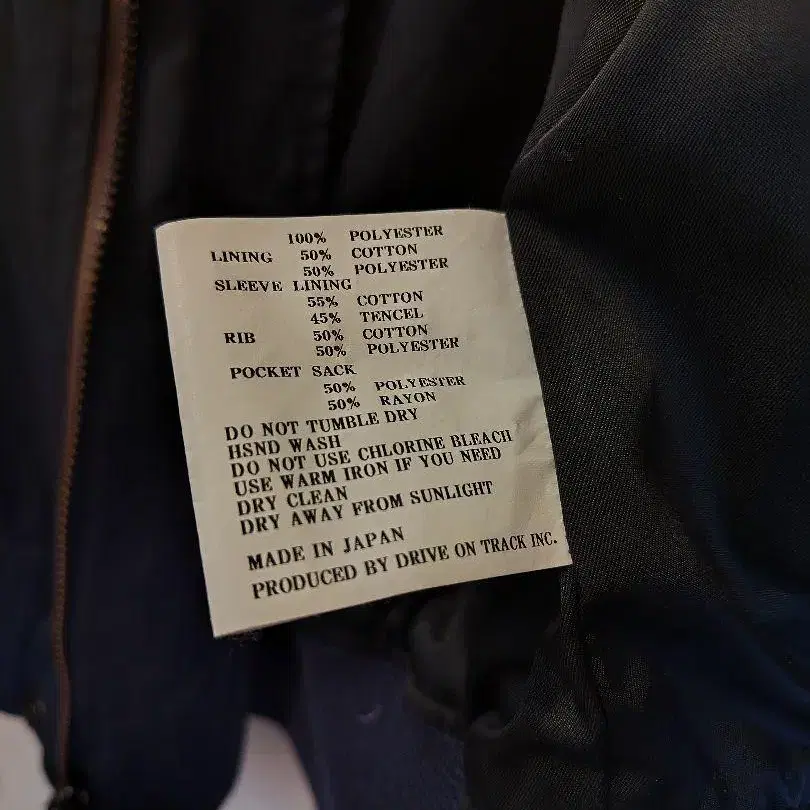 100% POLYESTER
LINING 50% COTTON
50% POLYESTER
SLEEVE LINING
55% COTTON
45% TENCEL
RIB 50% COTTON
50% POLYESTER
POCKET SACK
50% POLYESTER
50% RAYON
DO NOT TUMBLE DRY
HSND WASH
DO NOT USE CHLORINE BLEACH
USE WARM IRON IF YOU NEED
DRY CLEAN
DRY AWAY FROM SUNLIGHT
MADE IN JAPAN
PRODUCED BY DRIVE ON TRACK INC.